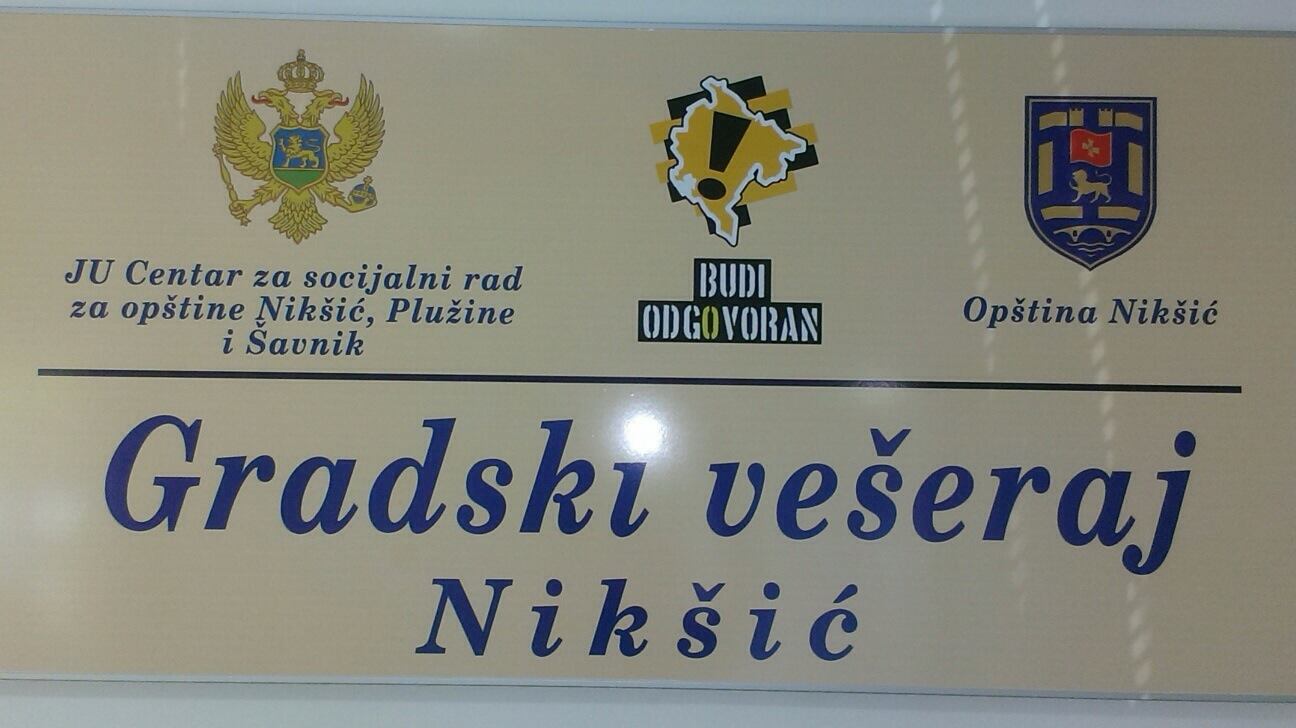 JU Centar za socijalni rad
za opštine Nikšić, Plužine
i Šavnik
BUDI
ODGOVORAN
Opština Nikšić
Gradski vešeraj
Nikšić